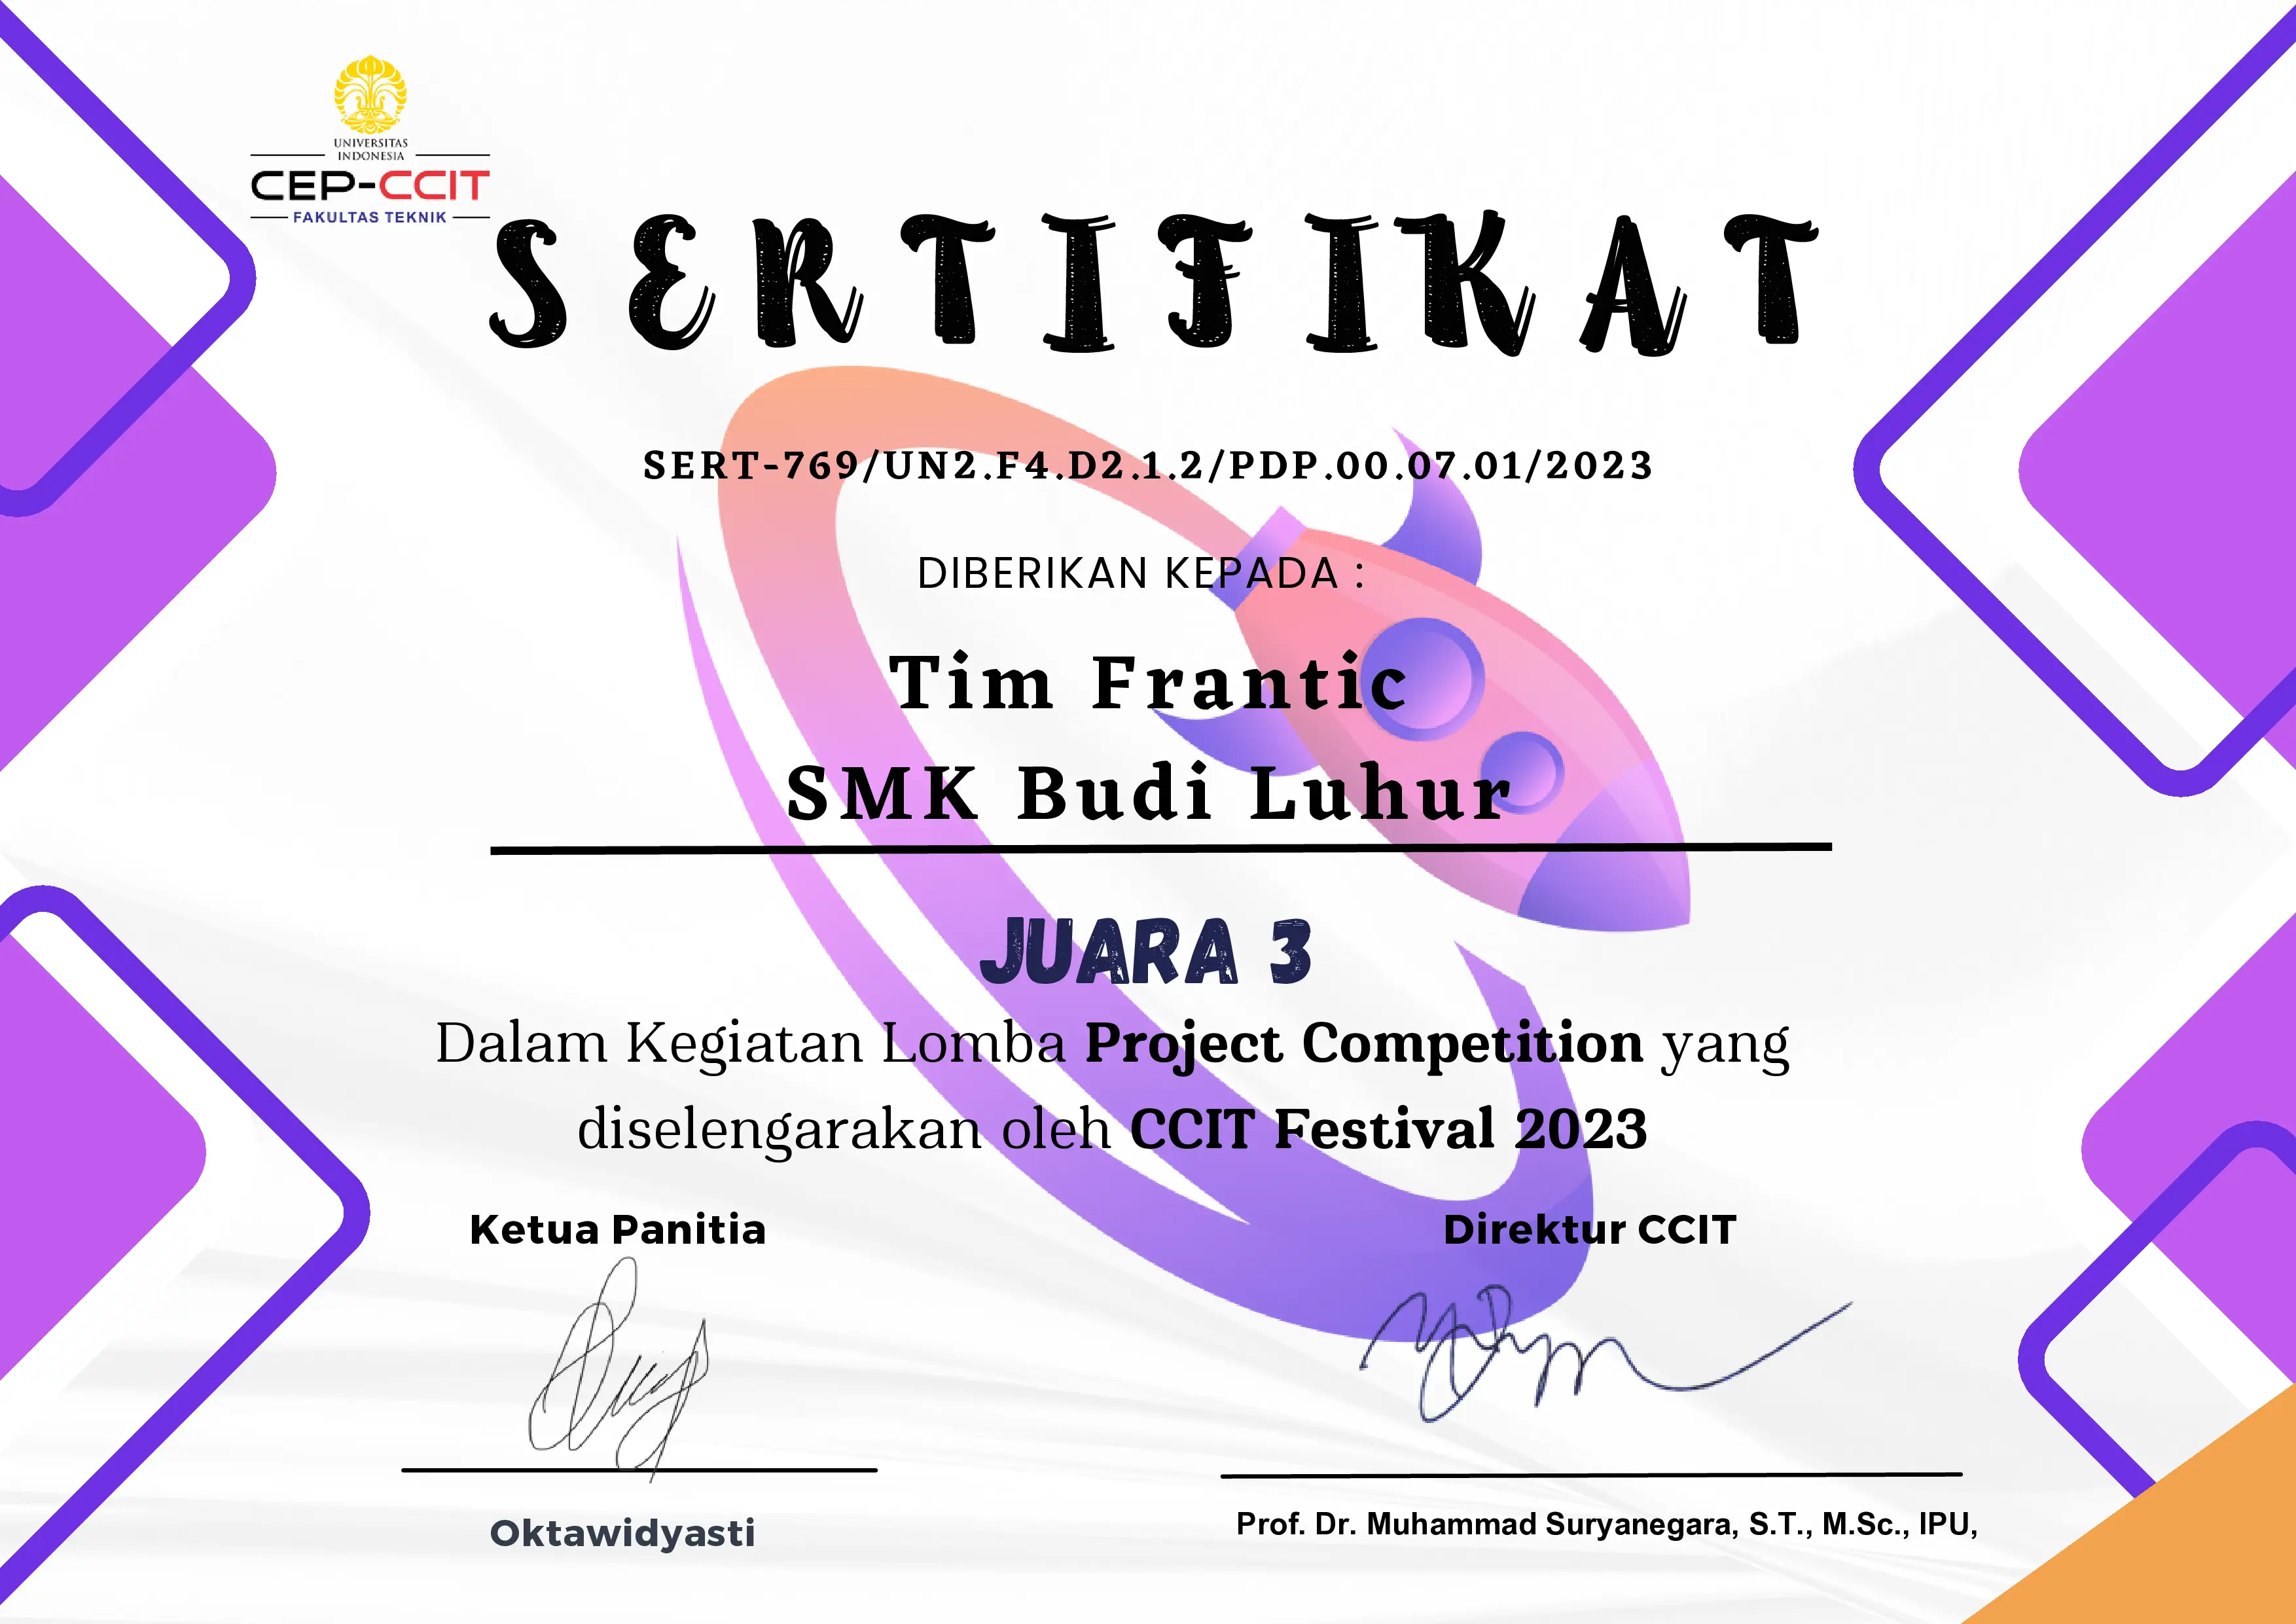 UNIVERSITAS
INDONESIA
CEP-CCIT
FAKULTAS TEKNIK
SERTIFIKAT
SERT-769/UN2.F4.D2.1.2/PDP.00.07.01/2023
DIBERIKAN KEPADA :
Tim Frantic
SMK Budi Luhur
JUARA 3
Dalam Kegiatan Lomba Project Competition yang
diselengarakan oleh CCIT Festival 2023
Ketua Panitia
Direktur CCIT
Oktawidyasti
Prof. Dr. Muhammad Suryanegara, S.T., M.Sc., IPU,